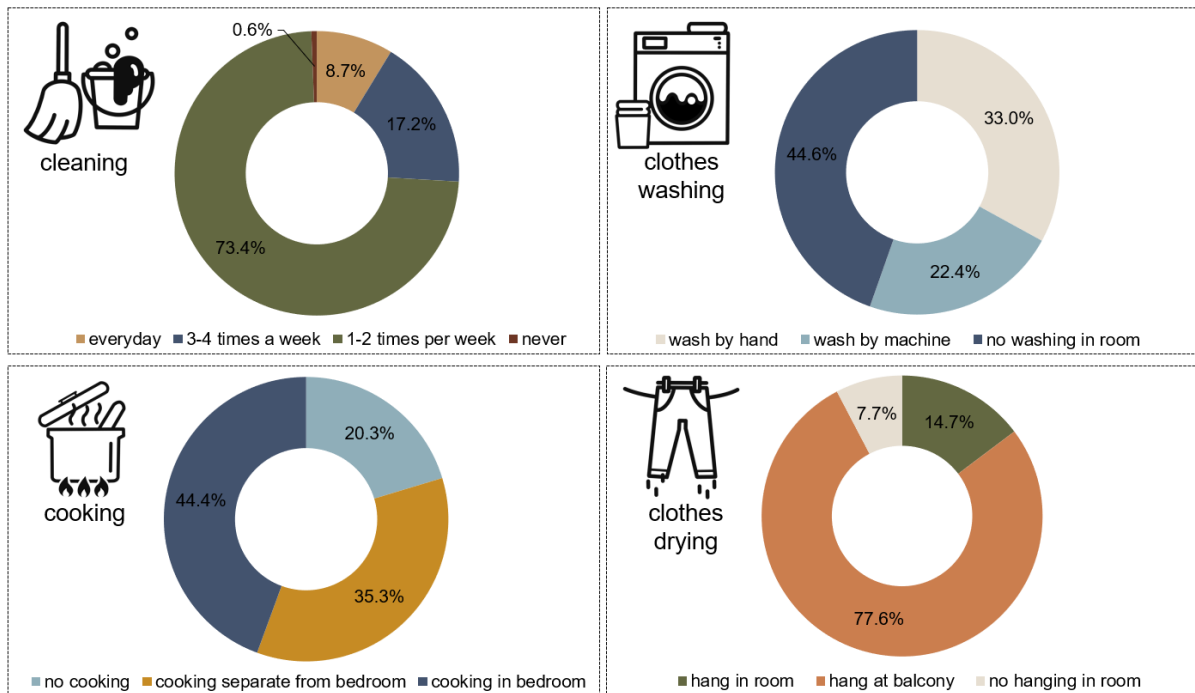 0.6%
8.7%
17.2%
73.4%
cleaning
everyday 3-4 times a week 1-2 times per week never
33.0%
44.6%
22.4%
clothes
washing
wash by hand wash by machine no washing in room
20.3%
44.4%
35.3%
cooking
no cooking cooking separate from bedroom cooking in bedroom
7.7%
14.7%
77.6%
clothes
drying
hang in room hang at balcony no hanging in room